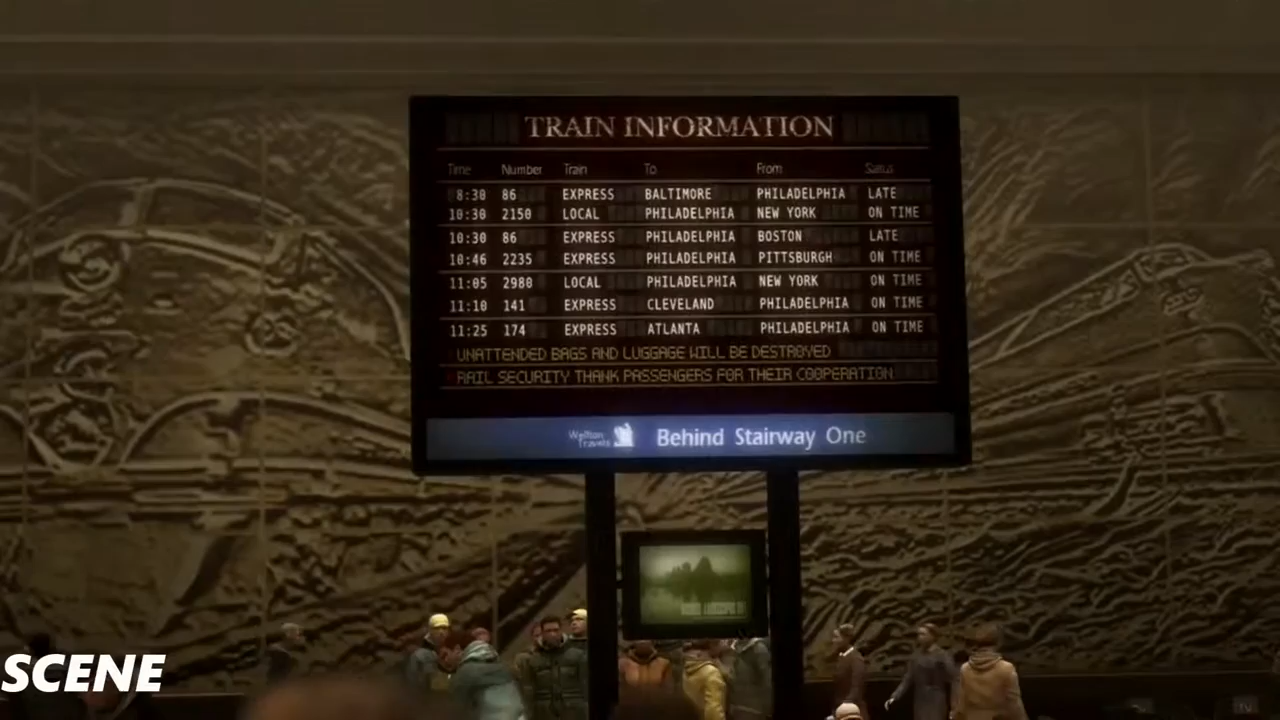 TRAIN INFORMATION
Time Number Train To From Status
8:30 86 EXPRESS BALTIMORE PHILADELPHIA LATE
10:30 2150 LOCAL PHILADELPHIA NEW YORK ON TIME
10:30 86 EXPRESS PHILADELPHIA BOSTON LATE
10:46 2235 EXPRESS PHILADELPHIA PITTSBURGH ON TIME
11:05 2980 LOCAL PHILADELPHIA NEW YORK ON TIME
11:10 141 EXPRESS CLEVELAND PHILADELPHIA ON TIME
11:25 174 EXPRESS ATLANTA PHILADELPHIA ON TIME
UNATTENDED BAGS AND LUGGAGE WILL BE DESTROYED
RAIL SECURITY THANK PASSENGERS FOR THEIR COOPERATION
Travels Behind Stairway One
SCENE